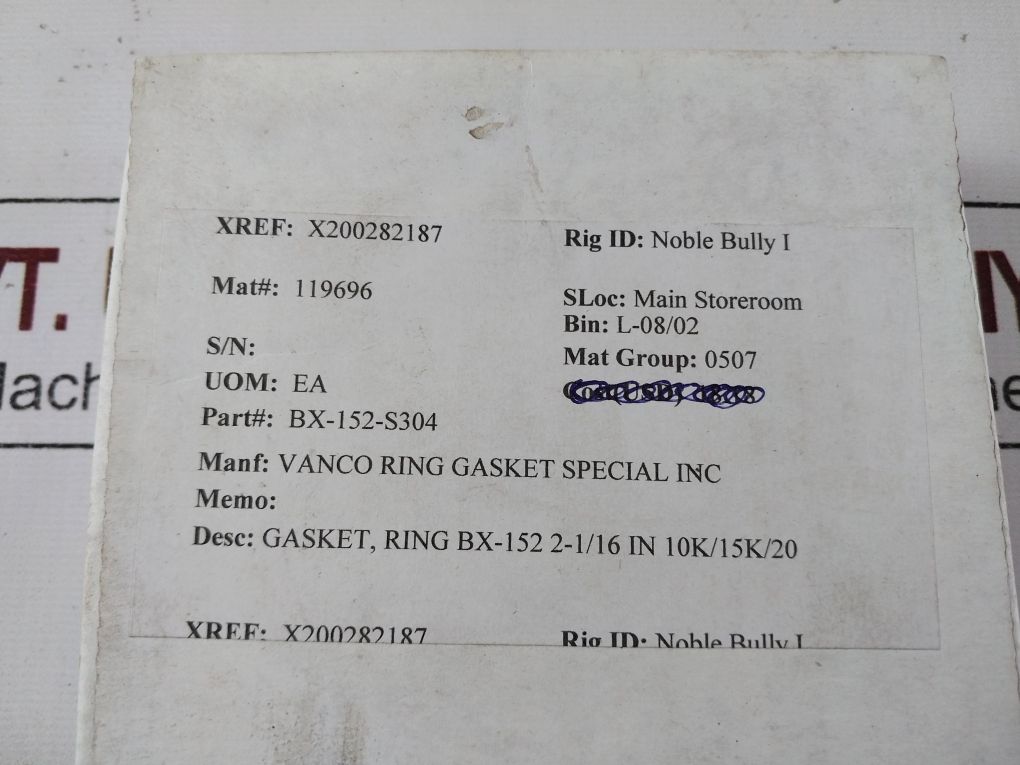 XREF: X200282187
Rig ID: Noble Bully I
Mat#: 119696
SLoc: Main Storeroom
Bin: L-08/02
S/N:
Mat Group: 0507
UOM: EA
Part#: BX-152-S304
Manf: VANCO RING GASKET SPECIAL INC
Memo:
Desc: GASKET, RING BX-152 2-1/16 IN 10K/15K/20
XREF: X200282187
Rig ID: Noble Bully I